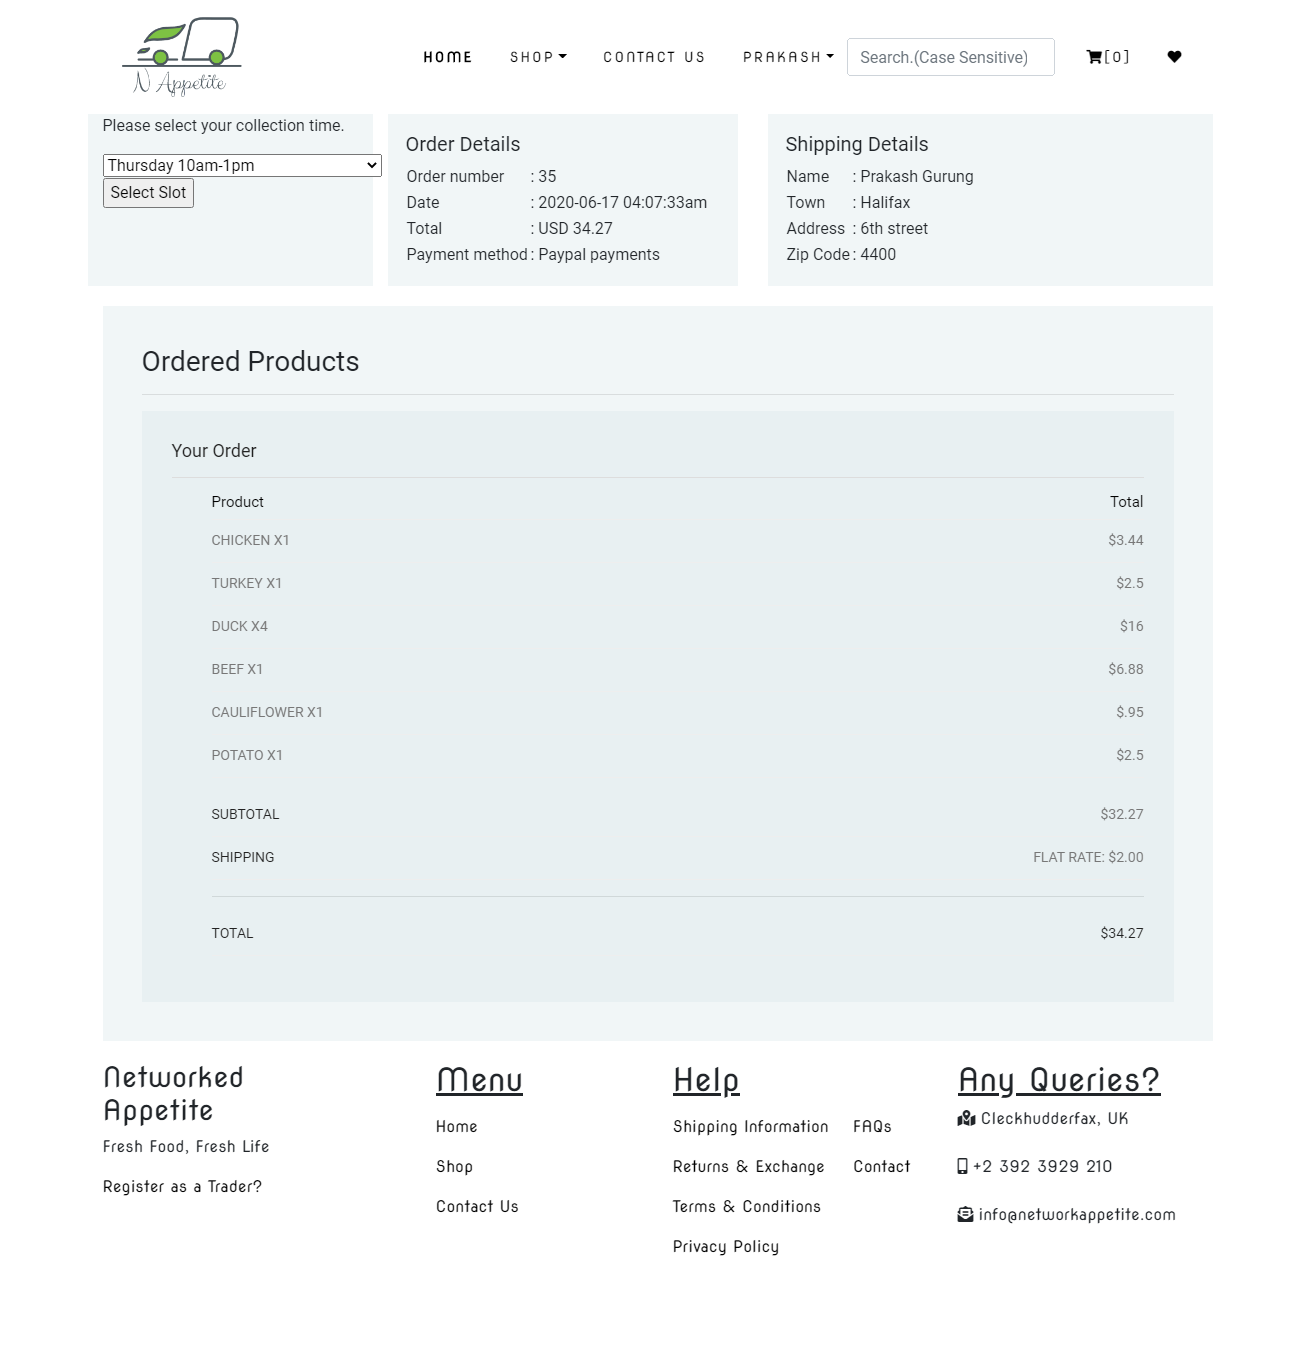 N Appetite
HOME SHOP CONTACT US PRAKASH Search.(Case Sensitive) [0]
Please select your collection time.
Thursday 10am-1pm
Select Slot
Order Details
Order number : 35
Date : 2020-06-17 04:07:33am
Total : USD 34.27
Payment method : Paypal payments
Shipping Details
Name : Prakash Gurung
Town : Halifax
Address : 6th street
Zip Code : 4400
Ordered Products
Your Order
Product Total
CHICKEN X1 $3.44
TURKEY X1 $2.5
DUCK X4 $16
BEEF X1 $6.88
CAULIFLOWER X1 $.95
POTATO X1 $2.5
SUBTOTAL $32.27
SHIPPING FLAT RATE: $2.00
TOTAL $34.27
Networked
Appetite
Fresh Food, Fresh Life
Register as a Trader?
Menu
Home
Shop
Contact Us
Help
Shipping Information
Returns & Exchange
Terms & Conditions
Privacy Policy
FAQs
Contact
Any Queries?
Cleckhudderfax, UK
+2 392 3929 210
info@networkappetite.com